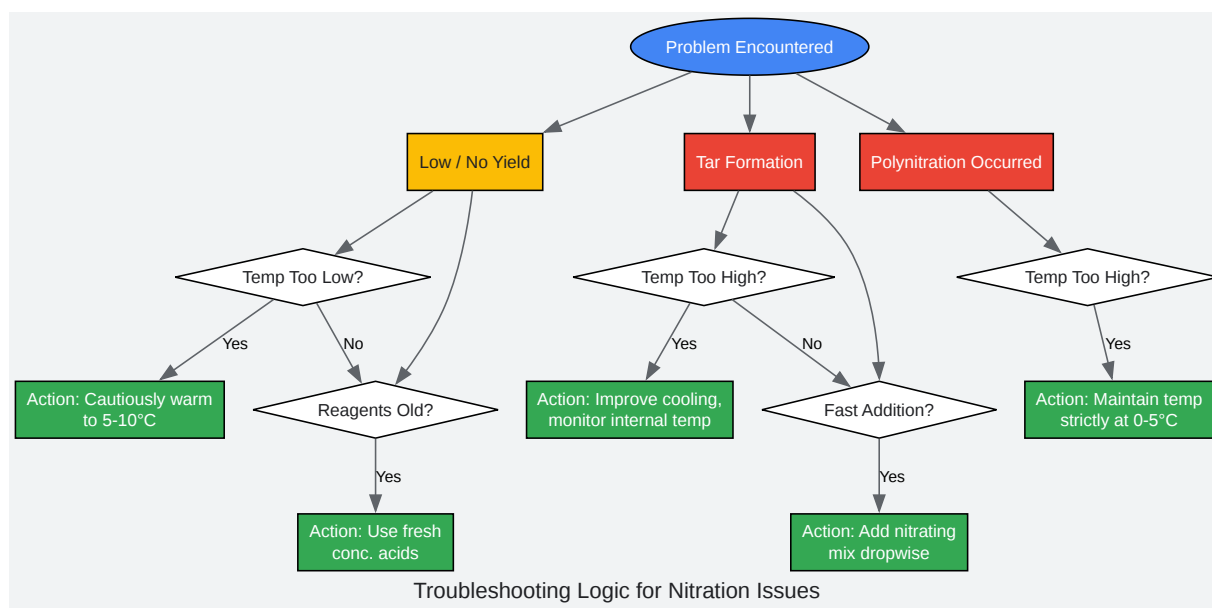 Problem Encountered
Low / No Yield
Tar Formation
Polynitration Occurred
Temp Too Low?
Temp Too High?
Temp Too High?
Yes
No
Yes
No
Yes
Action: Cautiously warm
to 5-10°C
Reagents Old?
Action: Improve cooling,
monitor internal temp
Fast Addition?
Action: Maintain temp
strictly at 0-5°C
Yes
Yes
Action: Use fresh
conc. acids
Action: Add nitrating
mix dropwise
Troubleshooting Logic for Nitration Issues